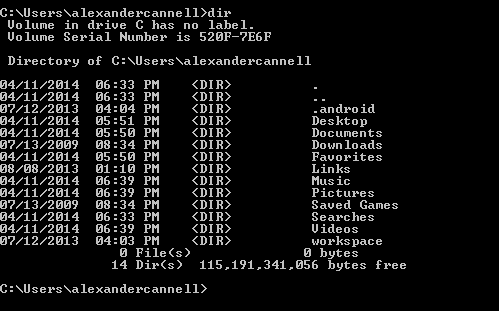 C:\Users\alexandercannell>dir
 Volume in drive C has no label.
 Volume Serial Number is 520F-7E6F

 Directory of C:\Users\alexandercannell

04/11/2014  06:33 PM    <DIR>          .
04/11/2014  06:33 PM    <DIR>          ..
07/12/2013  04:04 PM    <DIR>          .android
04/11/2014  05:51 PM    <DIR>          Desktop
04/11/2014  05:50 PM    <DIR>          Documents
07/13/2009  08:34 PM    <DIR>          Downloads
04/11/2014  05:50 PM    <DIR>          Favorites
08/08/2013  01:10 PM    <DIR>          Links
04/11/2014  06:39 PM    <DIR>          Music
04/11/2014  06:39 PM    <DIR>          Pictures
07/13/2009  08:34 PM    <DIR>          Saved Games
04/11/2014  06:33 PM    <DIR>          Searches
04/11/2014  06:39 PM    <DIR>          Videos
07/12/2013  04:03 PM    <DIR>          workspace
               0 File(s)              0 bytes
              14 Dir(s)  115,191,341,056 bytes free

C:\Users\alexandercannell>